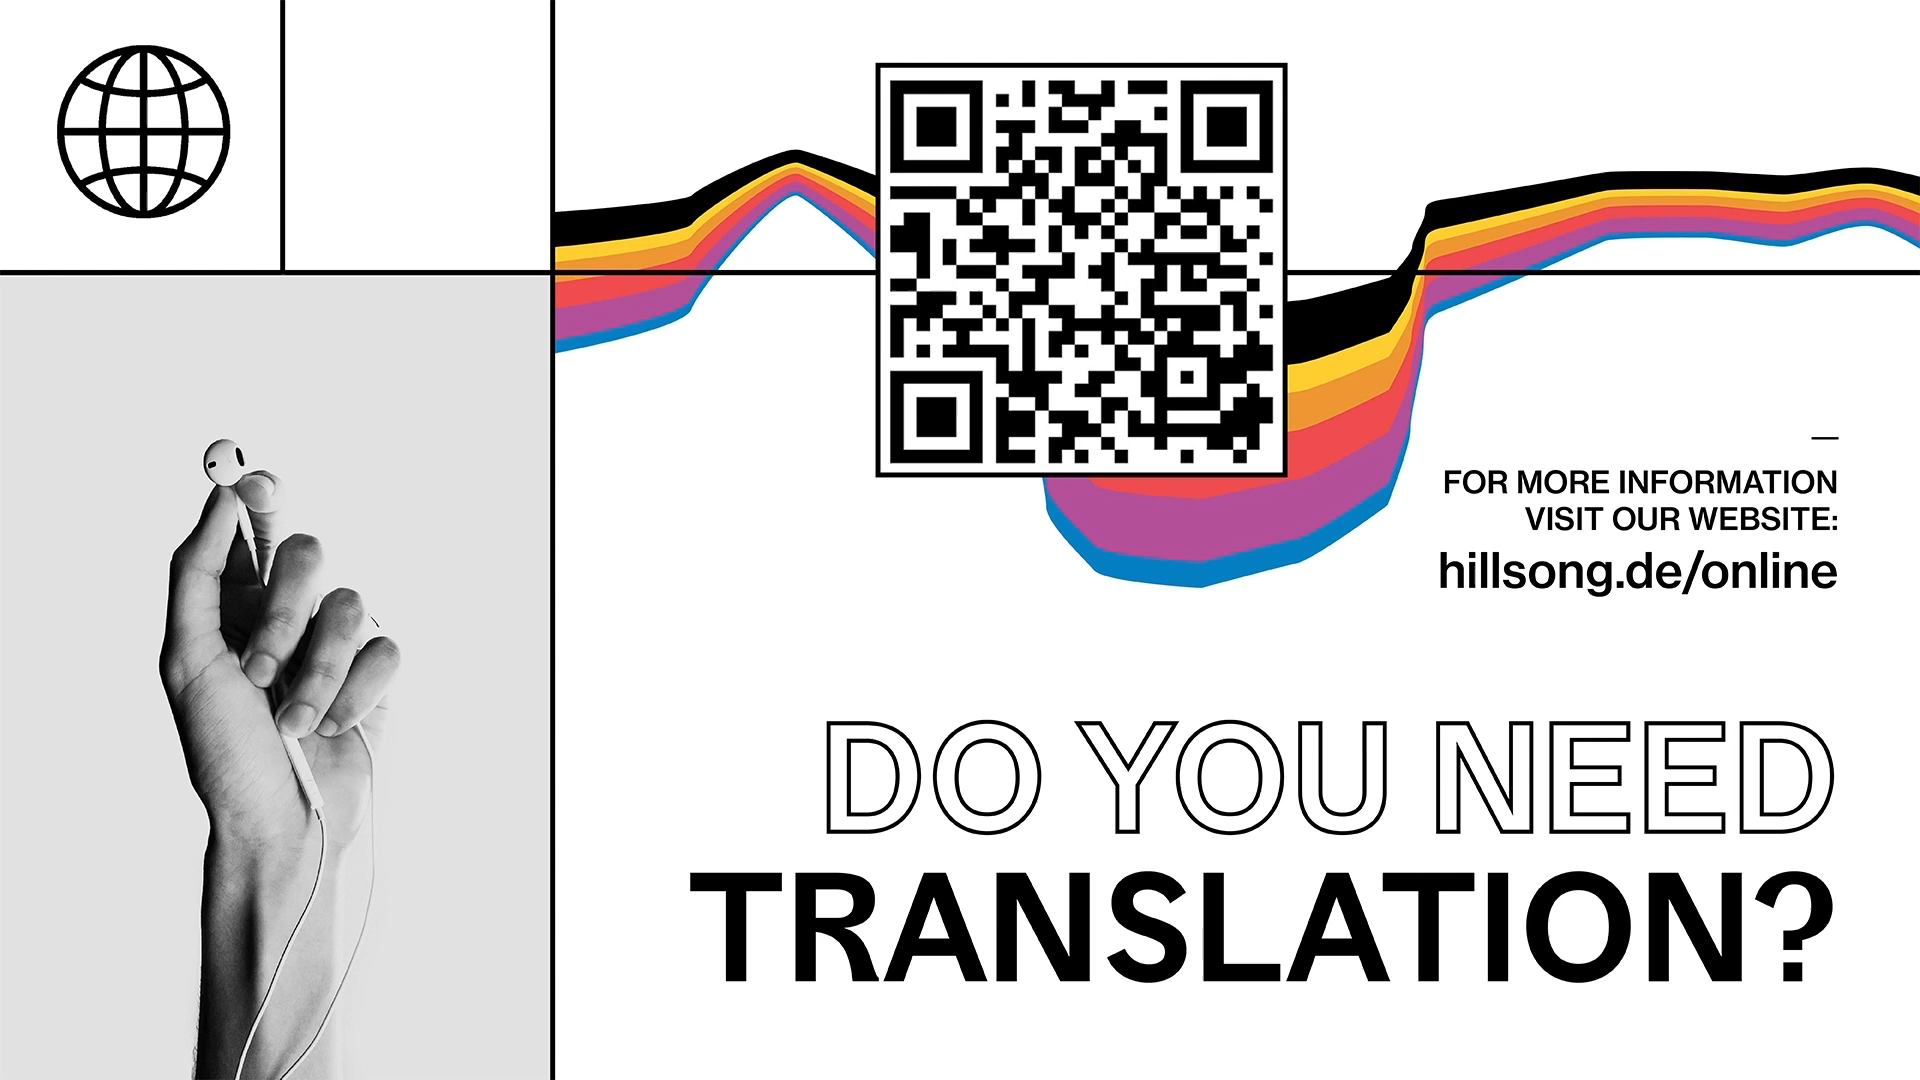 FOR MORE INFORMATION
VISIT OUR WEBSITE:
hillsong.de/online
DO YOU NEED
TRANSLATION?